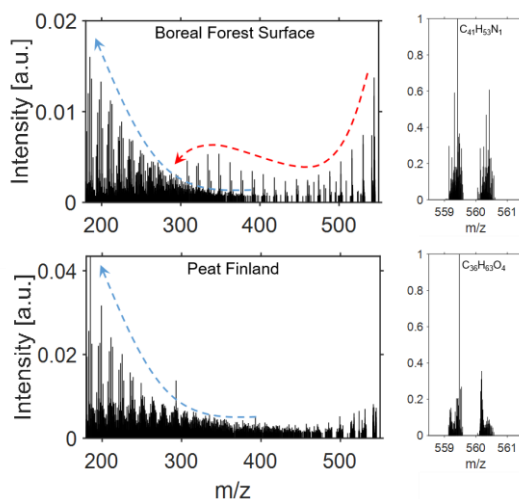 Boreal Forest Surface
Intensity [a.u.]
0.02
0.01
0
200 300 400 500
C41H53N1
1
0.8
0.6
0.4
0.2
0
559 560 561
m/z
Peat Finland
Intensity [a.u.]
0.04
0.02
0
200 300 400 500
m/z
C36H63O4
1
0.8
0.6
0.4
0.2
0
559 560 561
m/z